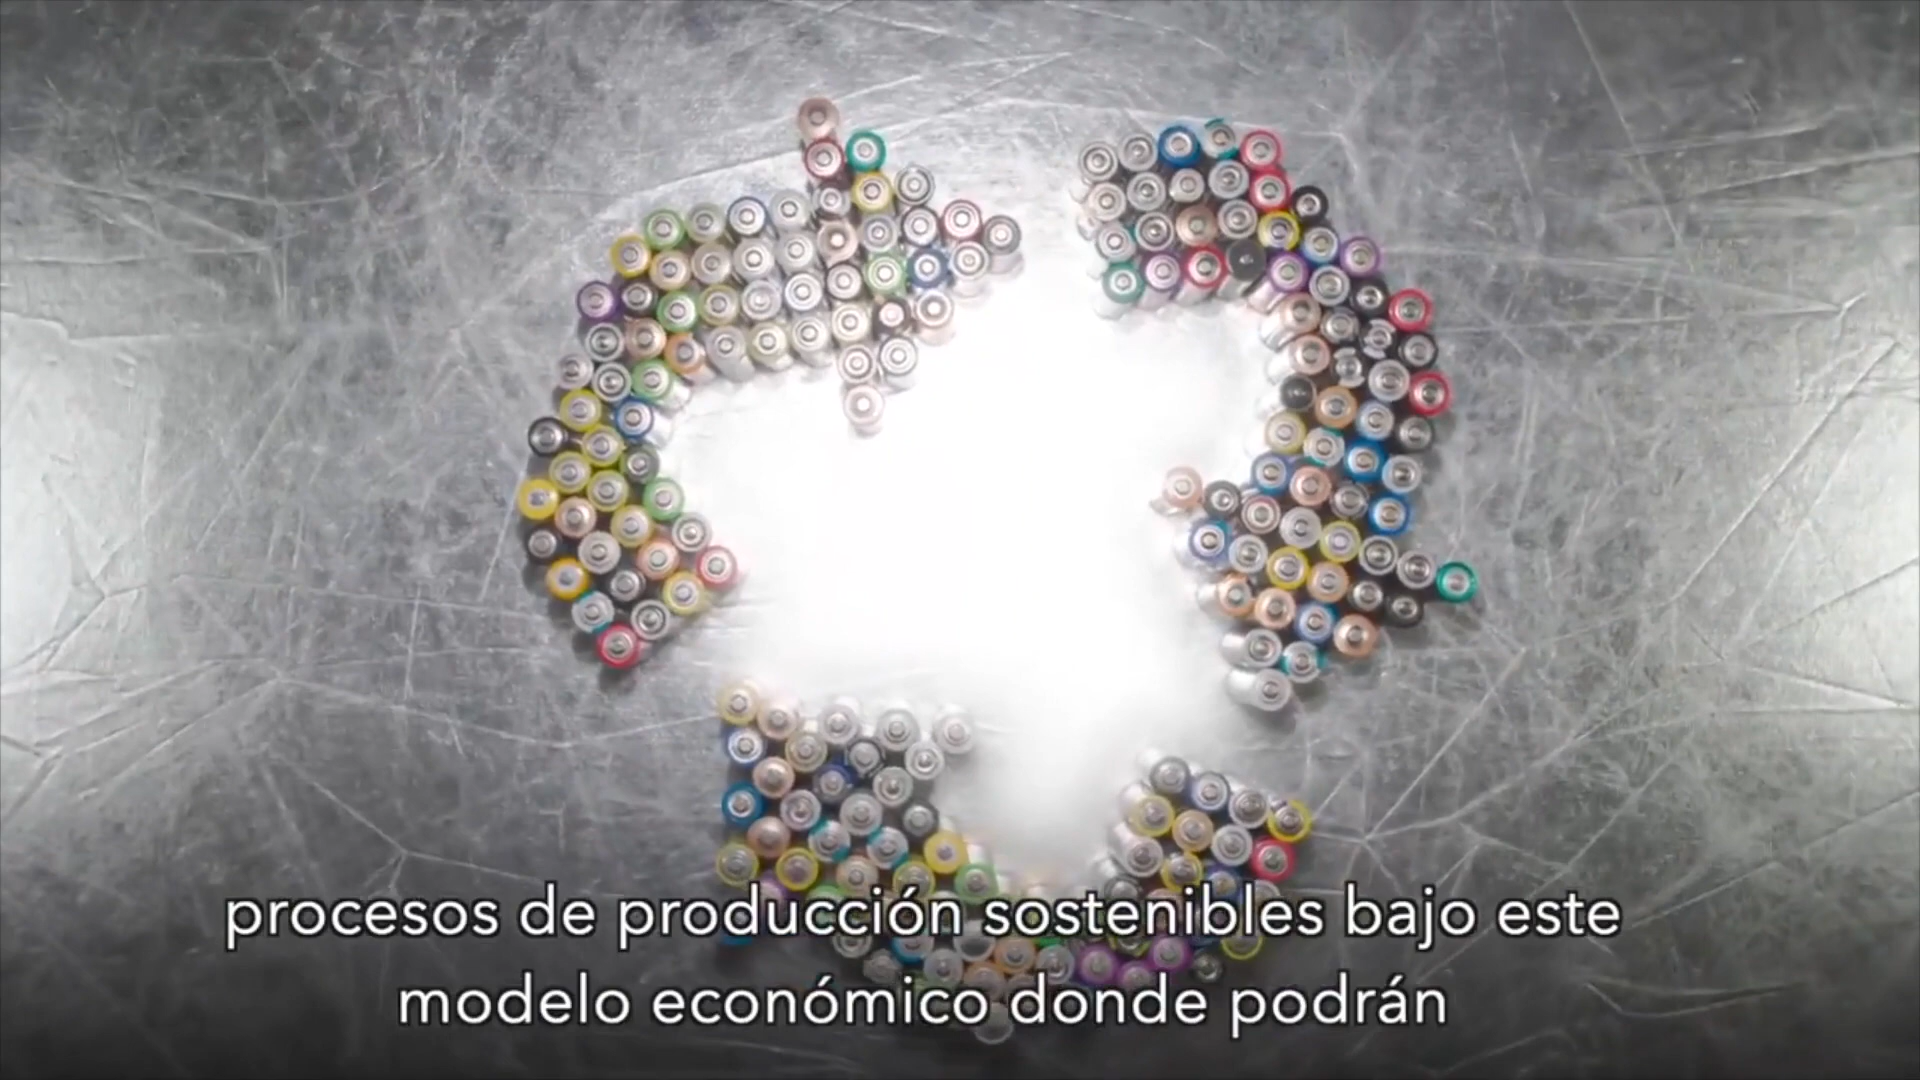 procesos de producción sostenibles bajo este
modelo económico donde podrán